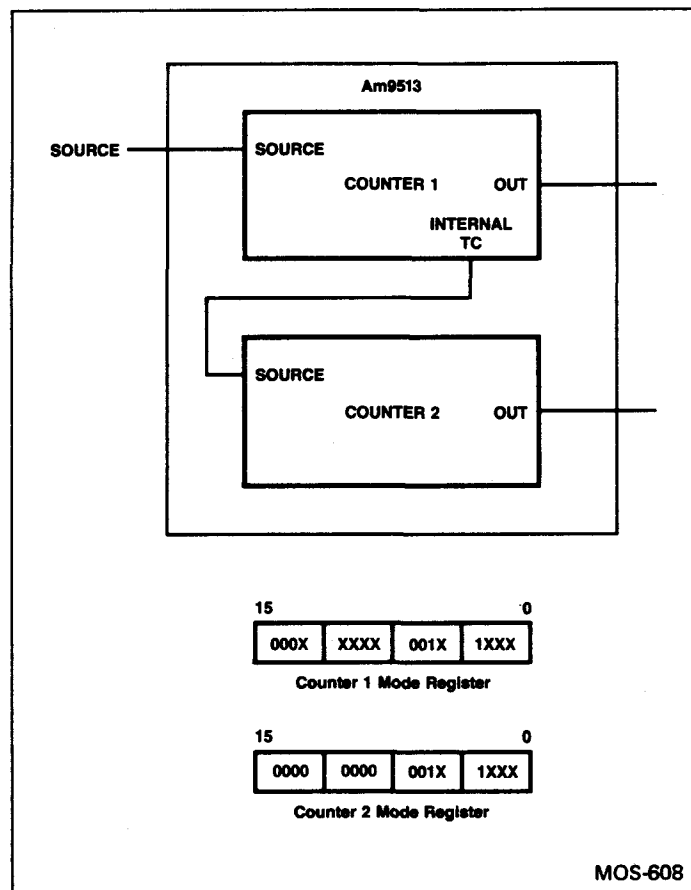 Am9513
SOURCE
SOURCE
COUNTER 1
OUT
INTERNAL
TC
SOURCE
COUNTER 2
OUT
15 0
000X XXXX 001X 1XXX
Counter 1 Mode Register
15 0
0000 0000 001X 1XXX
Counter 2 Mode Register
MOS-608